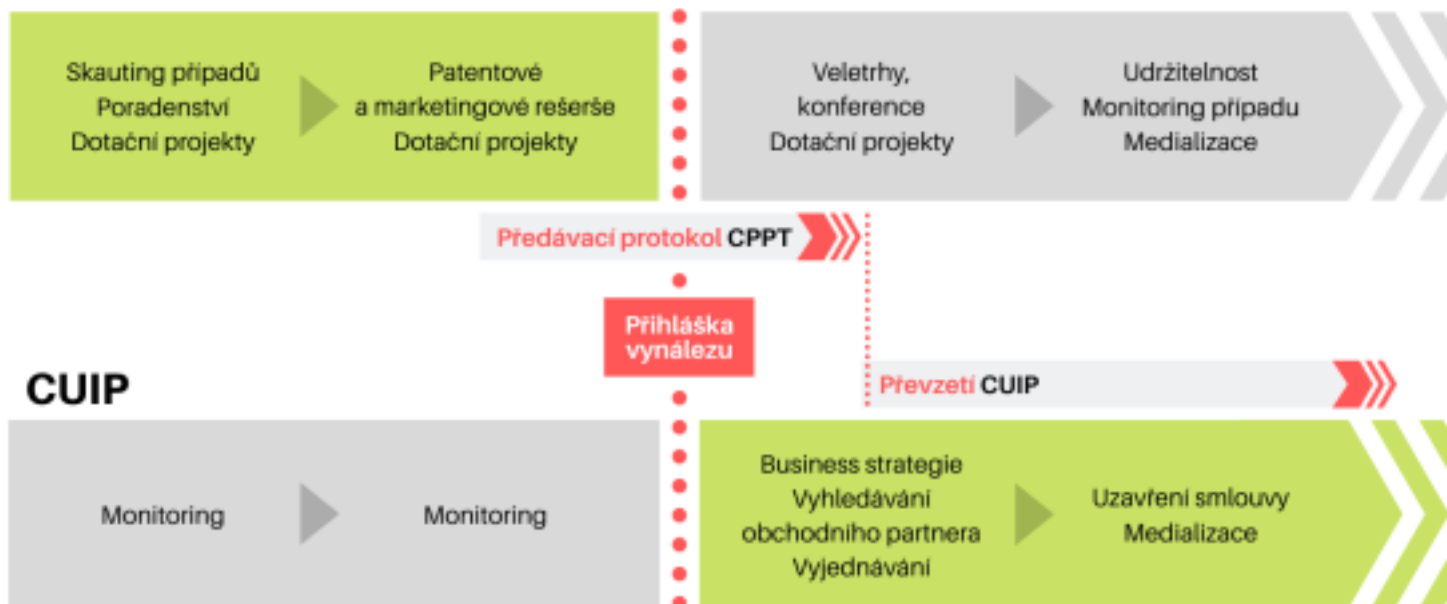 Skauting případů
Poradenství
Dotační projekty
Patentové
a marketingové rešerše
Dotační projekty
Veletrhy,
konference
Dotační projekty
Udržitelnost
Monitoring případu
Medializace
Předávací protokol CPPT
Přihláška
vynálezu
CUIP
Převzetí CUIP
Monitoring
Monitoring
Business strategie
Vyhledávání
obchodního partnera
Vyjednávání
Uzavření smlouvy
Medializace